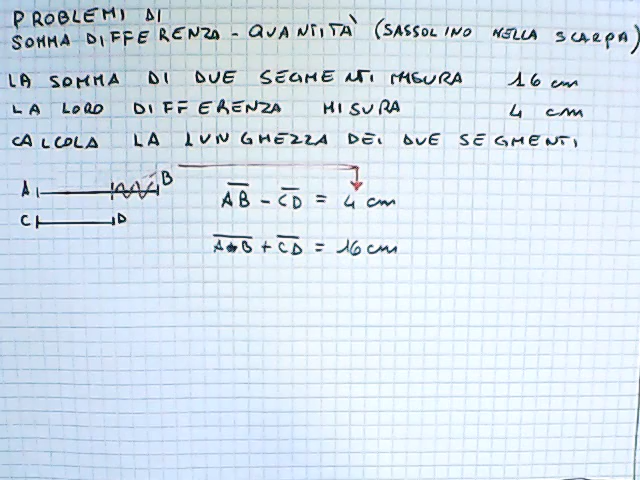 PROBLEMI DI
SOMMA DIFFERENZA - QUANTITÀ (SASSOLINO NELLA SCARPA)
LA SOMMA DI DUE SEGMENTI MISURA 16 cm
LA LORO DIFFERENZA MISURA 4 cm
CALCOLA LA LUNGHEZZA DEI DUE SEGMENTI
A B
C D
AB - CD = 4 cm
AB + CD = 16 cm